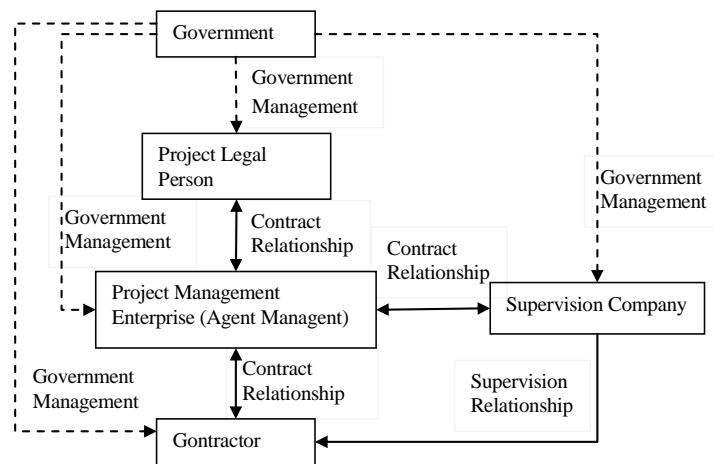 Government
Government
Management
Project Legal
Person
Government
Management
Government
Management
Contract
Relationship
Contract
Relationship
Project Management
Enterprise (Agent Managent)
Supervision Company
Government
Management
Contract
Relationship
Supervision
Relationship
Gontractor